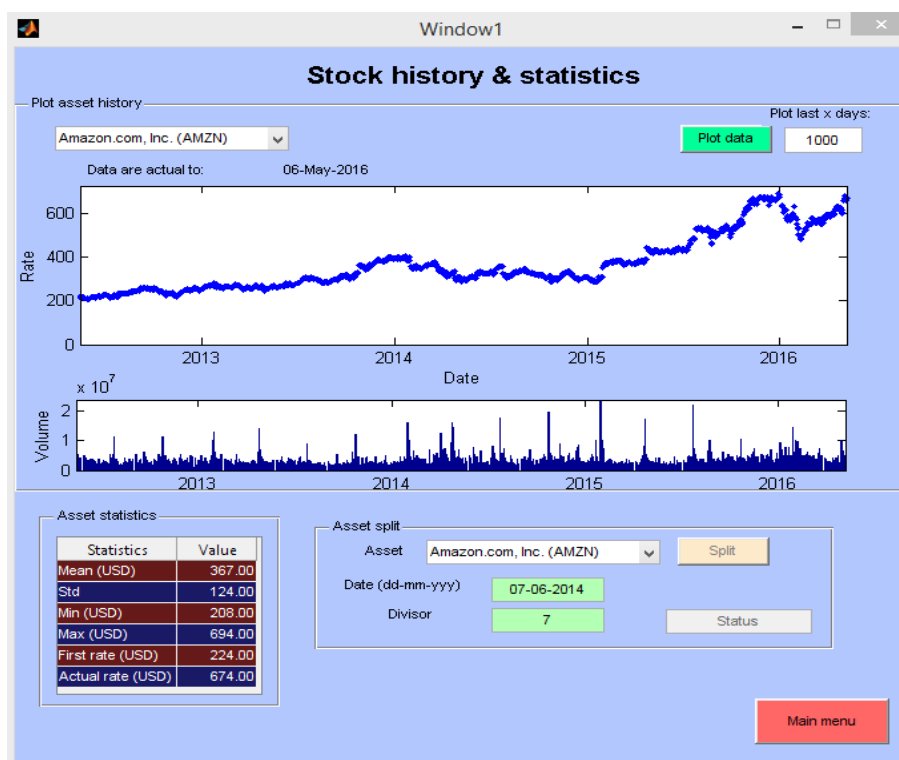 Window1
Stock history & statistics
Plot asset history
Plot last x days:
Amazon.com, Inc. (AMZN)
Plot data
1000
Data are actual to: 06-May-2016
600
400
200
0
Rate
2013 2014 2015 2016
Date
x 10^7
2
1
0
Volume
2013 2014 2015 2016
Asset statistics
Statistics Value
Mean (USD) 367.00
Std 124.00
Min (USD) 208.00
Max (USD) 694.00
First rate (USD) 224.00
Actual rate (USD) 674.00
Asset split
Asset Amazon.com, Inc. (AMZN) Split
Date (dd-mm-yyy) 07-06-2014
Divisor 7 Status
Main menu